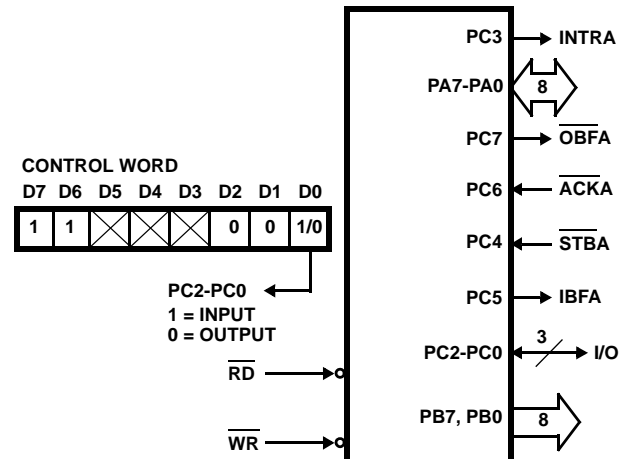 PC3 INTRA
PA7-PA0 8
PC7 OBFA
CONTROL WORD
D7 D6 D5 D4 D3 D2 D1 D0
1 1 0 0 1/0
PC6 ACKA
PC4 STBA
PC2-PC0
1 = INPUT
0 = OUTPUT
PC5 IBFA
PC2-PC0 3 I/O
RD
PB7, PB0 8
WR